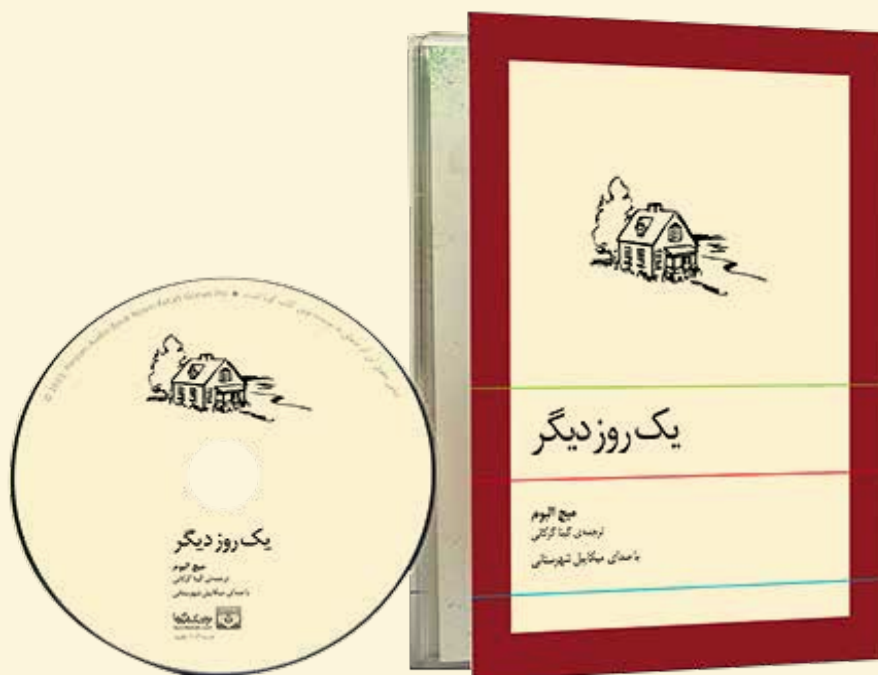 یک روز دیگر
میچ البوم
ترجمه‌ی گیتا گرکانی
با صدای میکاییل شهرستانی
یک روز دیگر
میچ البوم
ترجمه‌ی گیتا گرکانی
با صدای میکاییل شهرستانی